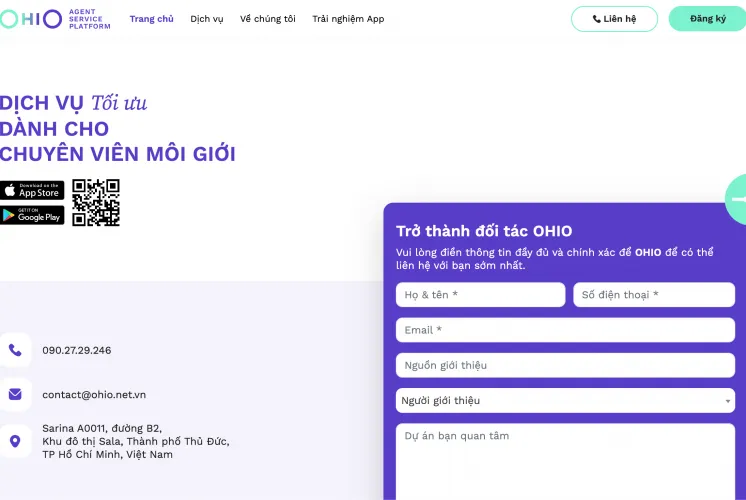 OHIO AGENT
SERVICE
PLATFORM
Trang chủ
Dịch vụ
Về chúng tôi
Trải nghiệm App
Liên hệ
Đăng ký
DỊCH VỤ Tối ưu
DÀNH CHO
CHUYÊN VIÊN MÔI GIỚI
Download on the
App Store
GET IT ON
Google Play
Trở thành đối tác OHIO
Vui lòng điền thông tin đầy đủ và chính xác để OHIO để có thể
liên hệ với bạn sớm nhất.
Họ & tên *
Số điện thoại *
Email *
Nguồn giới thiệu
Người giới thiệu
Dự án bạn quan tâm
090.27.29.246
contact@ohio.net.vn
Sarina A0011, đường B2,
Khu đô thị Sala, Thành phố Thủ Đức,
TP Hồ Chí Minh, Việt Nam